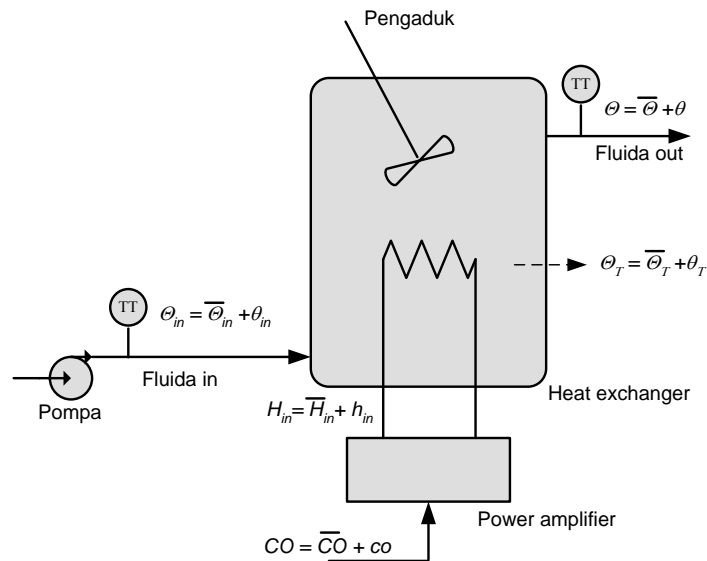 Pengaduk
TT
Θ = Θ̅ + θ
Fluida out
Θ_T = Θ̅_T + θ_T
TT
Θ_in = Θ̅_in + θ_in
Fluida in
Pompa
Heat exchanger
H_in = H̅_in + h_in
Power amplifier
CO = C̅O̅ + co